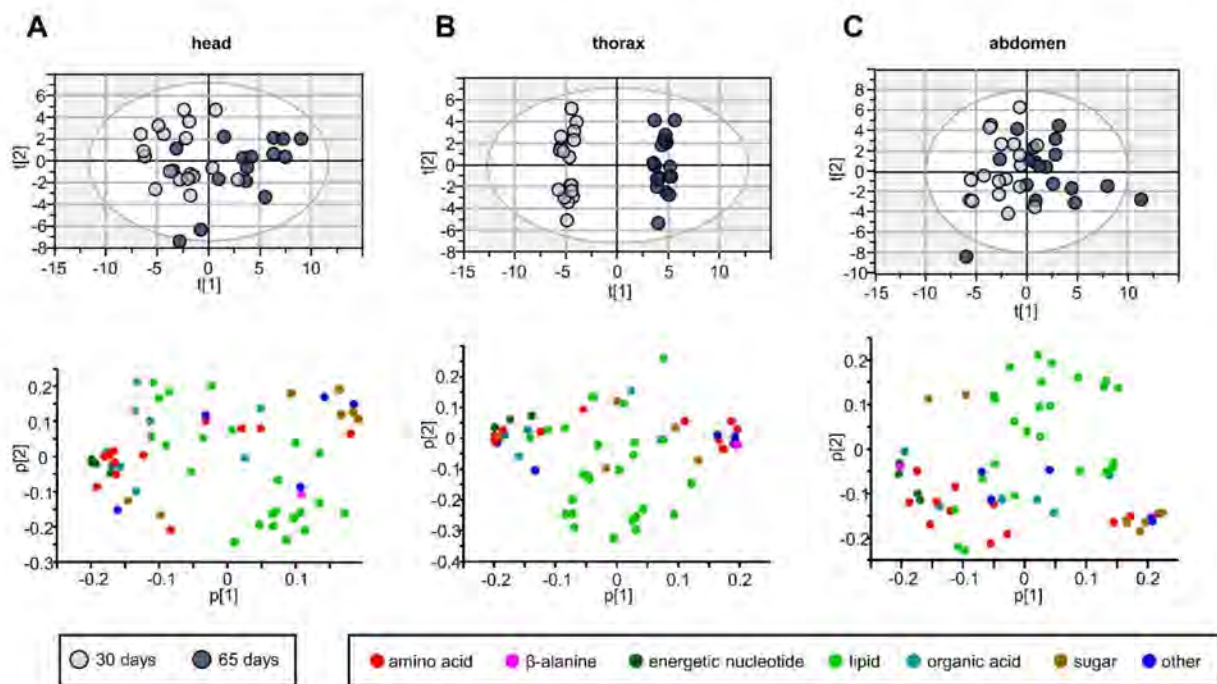 A
head
B
thorax
C
abdomen
t[2]
6
4
2
0
-2
-4
-6
-8
-15 -10 -5 0 5 10
t[1]
t[2]
6
4
2
0
-2
-4
-6
-8
-15 -10 -5 0 5 10
t[1]
t[2]
8
6
4
2
0
-2
-4
-6
-8
-10
-15 -10 -5 0 5 10 15
t[1]
p[2]
0.2
0.1
0
-0.1
-0.2
-0.3
-0.2 -0.1 0 0.1
p[1]
p[2]
0.3
0.2
0.1
0
-0.1
-0.2
-0.3
-0.4
-0.2 -0.1 0 0.1 0.2
p[1]
p[2]
0.2
0.1
0
-0.1
-0.2
-0.2 -0.1 0 0.1 0.2
p[1]
30 days 65 days
amino acid β-alanine energetic nucleotide lipid organic acid sugar other